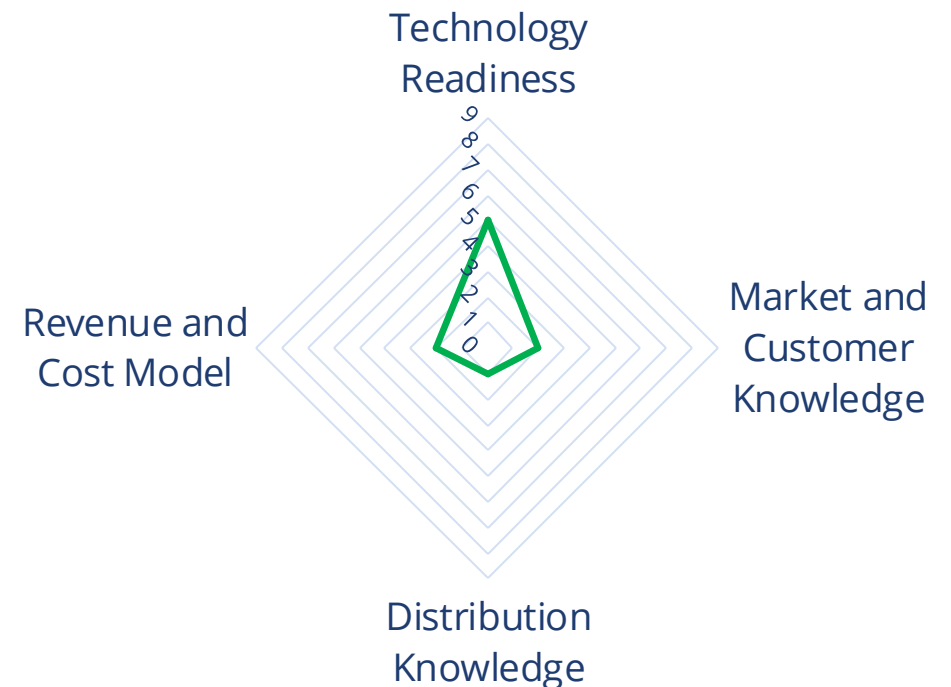 Technology
Readiness
9
8
7
6
5
4
3
2
1
0
Revenue and
Cost Model
Market and
Customer
Knowledge
Distribution
Knowledge